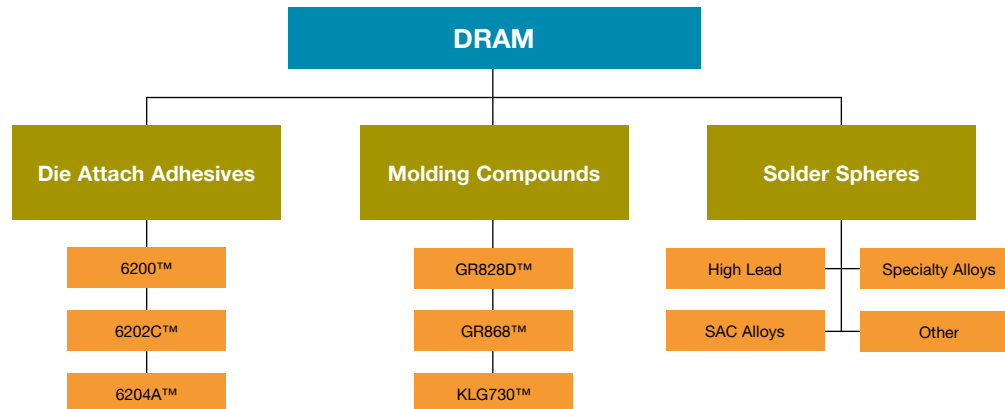 DRAM
Die Attach Adhesives
Molding Compounds
Solder Spheres
6200™
6202C™
6204A™
GR828D™
GR868™
KLG730™
High Lead
Specialty Alloys
SAC Alloys
Other